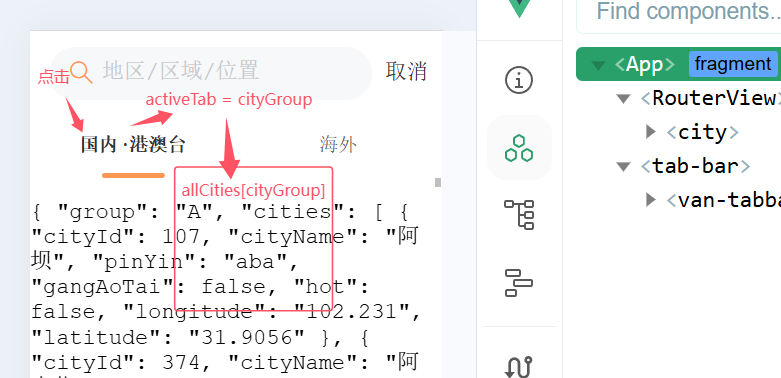 Find components...
点击
地区/区域/位置
取消
activeTab = cityGroup
国内·港澳台
海外
allCities[cityGroup]
{ "group": "A", "cities": [ {
"cityId": 107, "cityName": "阿
坝", "pinYin": "aba",
"gangAoTai": false, "hot":
false, "longitude": "102.231",
"latitude": "31.9056" }, {
"cityId": 374, "cityName": "阿
<App> fragment
<RouterView>
<city>
<tab-bar>
<van-tabba